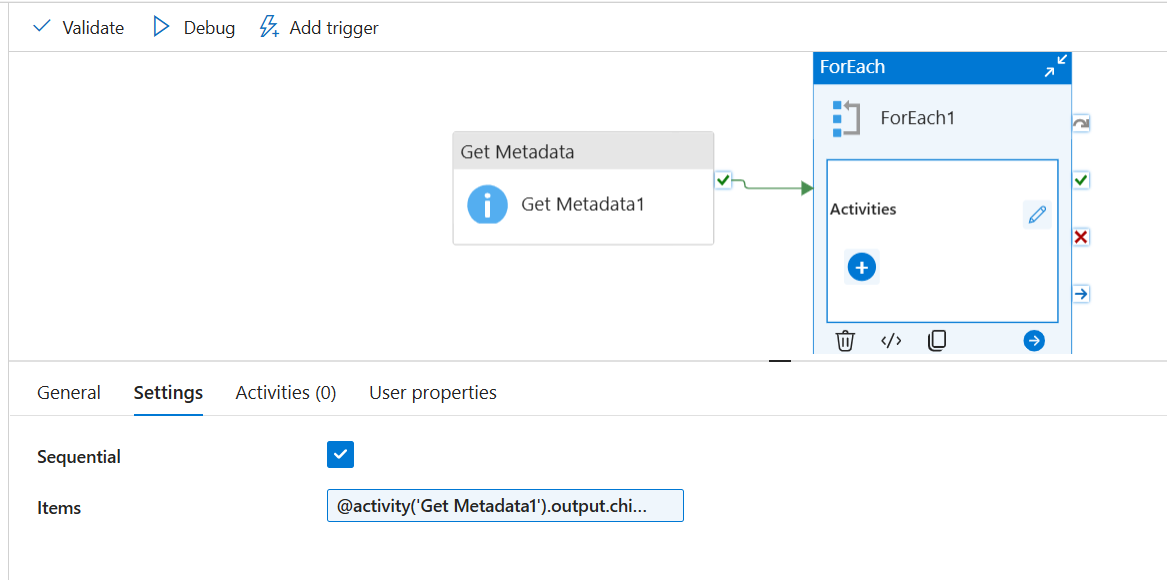 Validate Debug Add trigger
ForEach
ForEach1
Get Metadata
Get Metadata1
Activities
General Settings Activities (0) User properties
Sequential
Items @activity('Get Metadata1').output.chi...